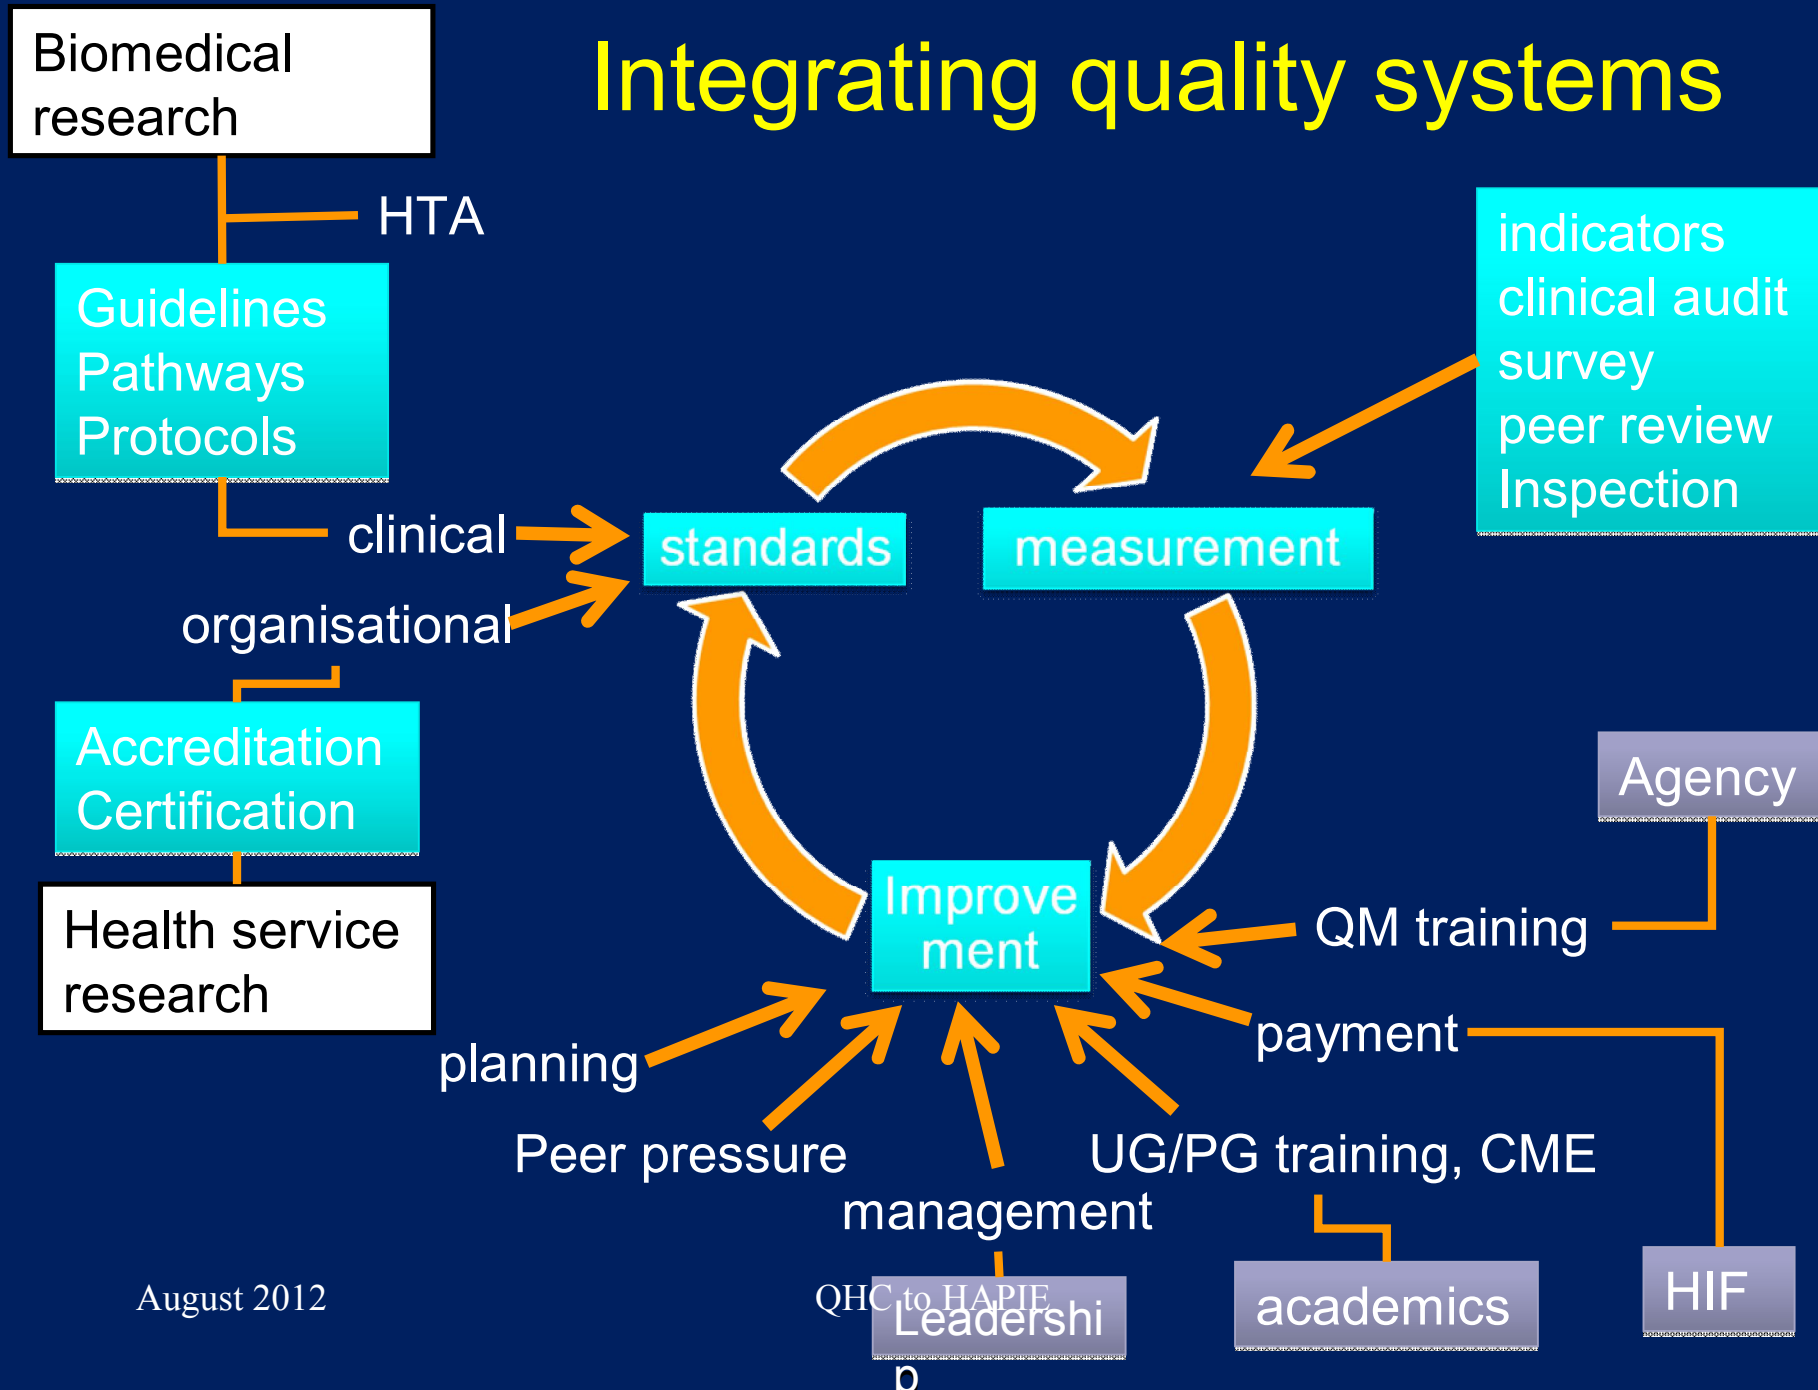 Integrating quality systems
Biomedical
research
HTA
Guidelines
Pathways
Protocols
clinical
organisational
Accreditation
Certification
Health service
research
standards
measurement
Improve
ment
indicators
clinical audit
survey
peer review
Inspection
Agency
QM training
payment
planning
Peer pressure
management
UG/PG training, CME
Leadershi
p
academics
HIF
August 2012
QHC to HAPIE